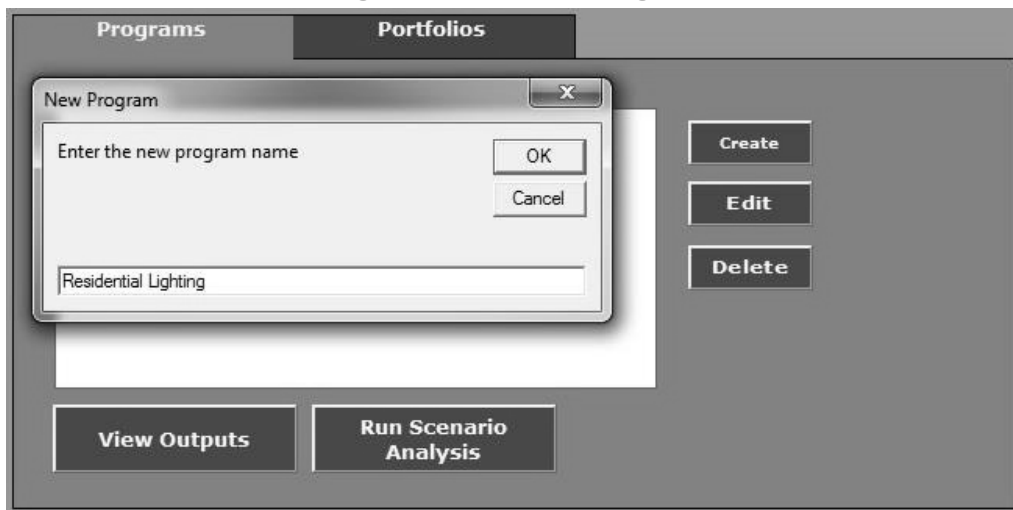 Programs
Portfolios
New Program
X
Enter the new program name
OK
Cancel
Residential Lighting
Create
Edit
Delete
View Outputs
Run Scenario
Analysis